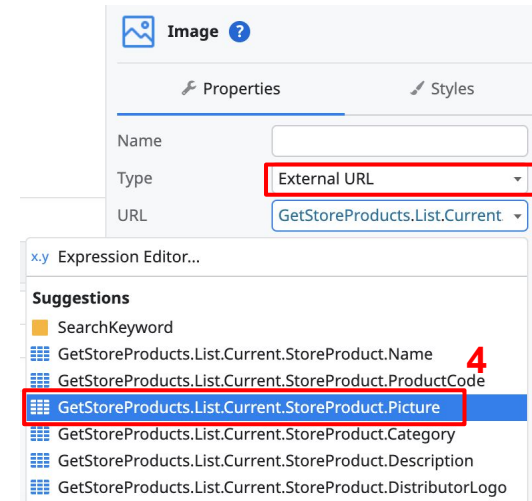 Image ?
Properties Styles
Name
Type External URL
URL GetStoreProducts.List.Current.
x.y Expression Editor...
Suggestions
SearchKeyword
GetStoreProducts.List.Current.StoreProduct.Name
4
GetStoreProducts.List.Current.StoreProduct.ProductCode
GetStoreProducts.List.Current.StoreProduct.Picture
GetStoreProducts.List.Current.StoreProduct.Category
GetStoreProducts.List.Current.StoreProduct.Description
GetStoreProducts.List.Current.StoreProduct.DistributorLogo